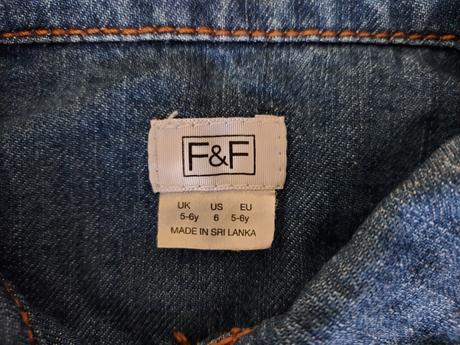 F&F
UK US EU
5-6y 6 5-6y
MADE IN SRI LANKA